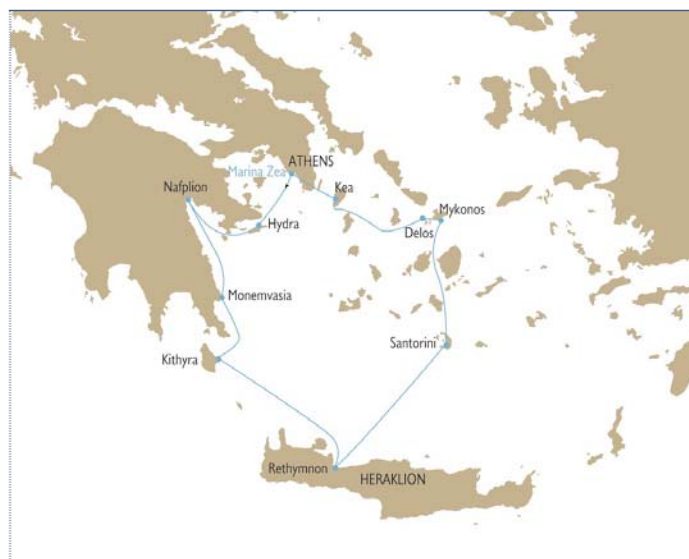 ATHENS
Marina Zea
Nafplion
Kea
Mykonos
Hydra
Delos
Monemvasia
Santorini
Kithyra
Rethymnon
HERAKLION